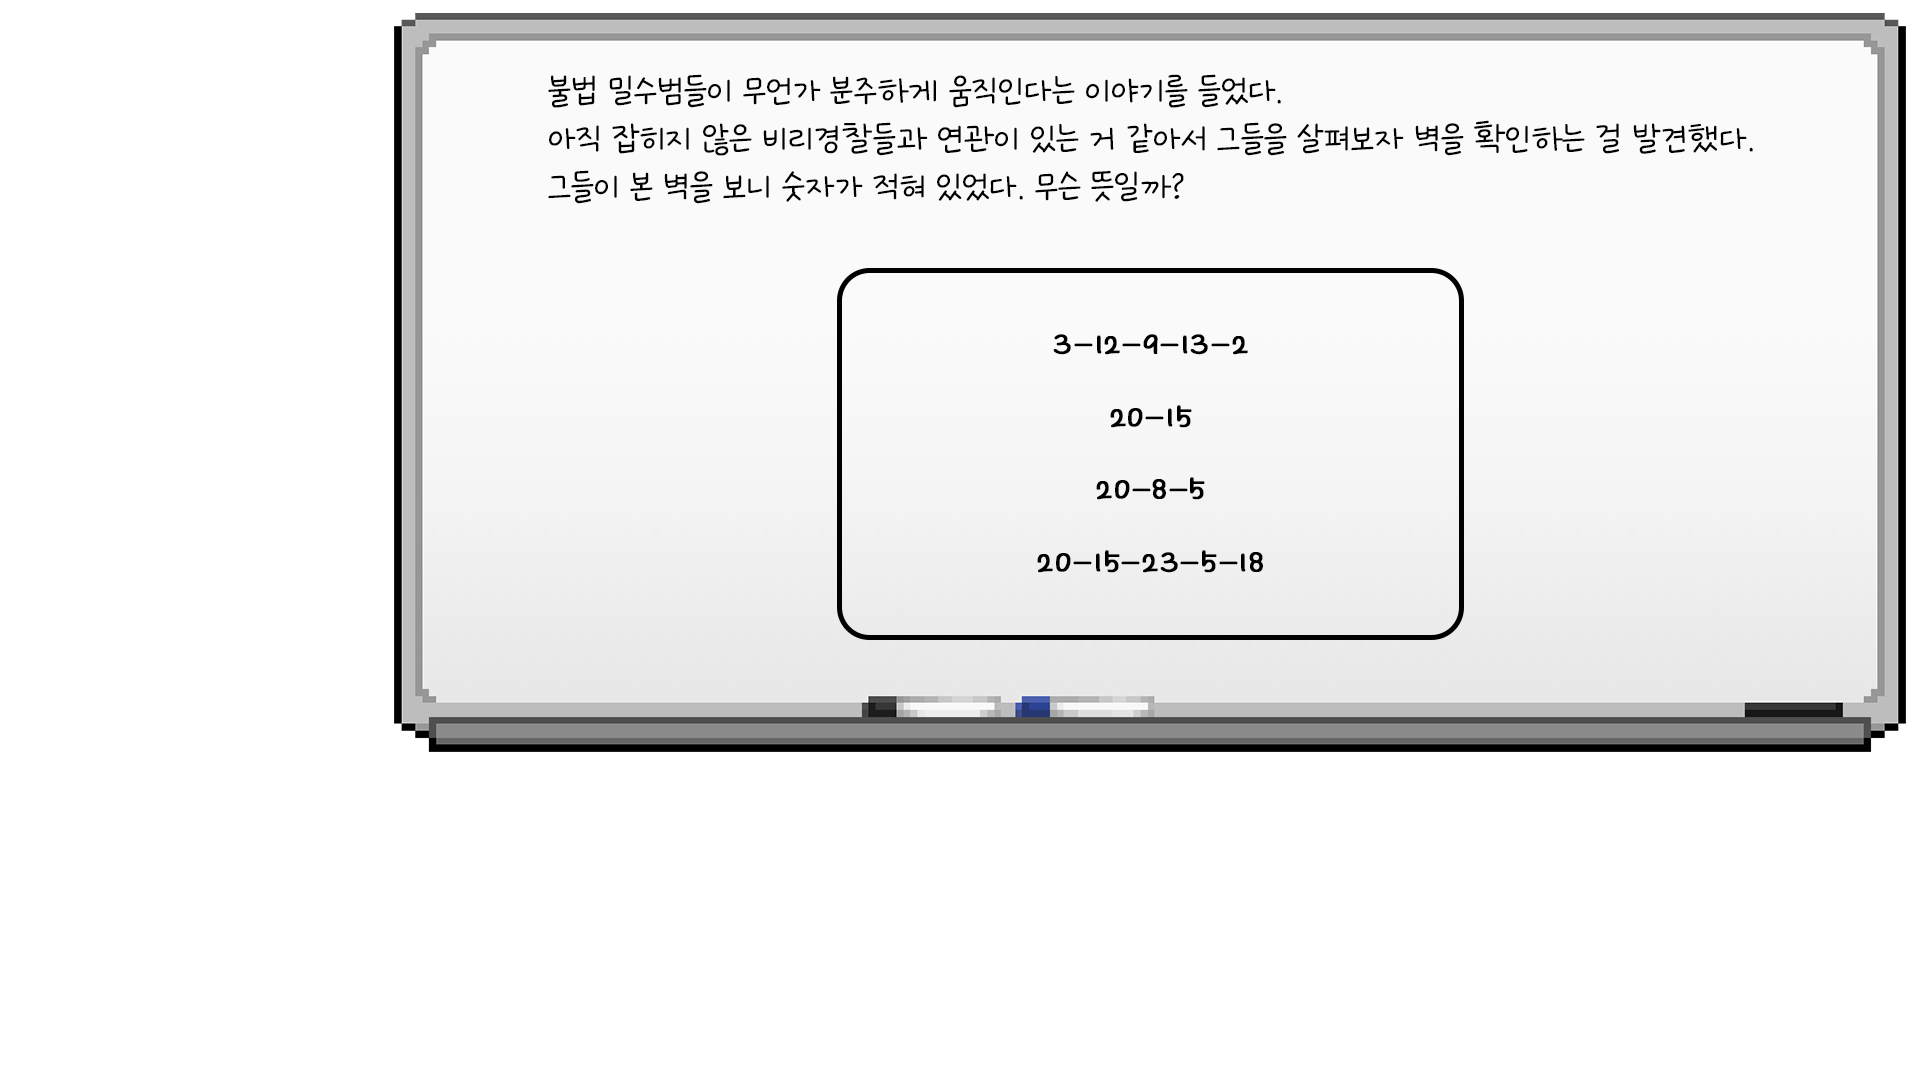 불법 밀수범들이 무언가 분주하게 움직인다는 이야기를 들었다.
아직 잡히지 않은 비리경찰들과 연관이 있는 거 같아서 그들을 살펴보자 벽을 확인하는 걸 발견했다.
그들이 본 벽을 보니 숫자가 적혀 있었다. 무슨 뜻일까?
3-12-9-13-2
20-15
20-8-5
20-15-23-5-18